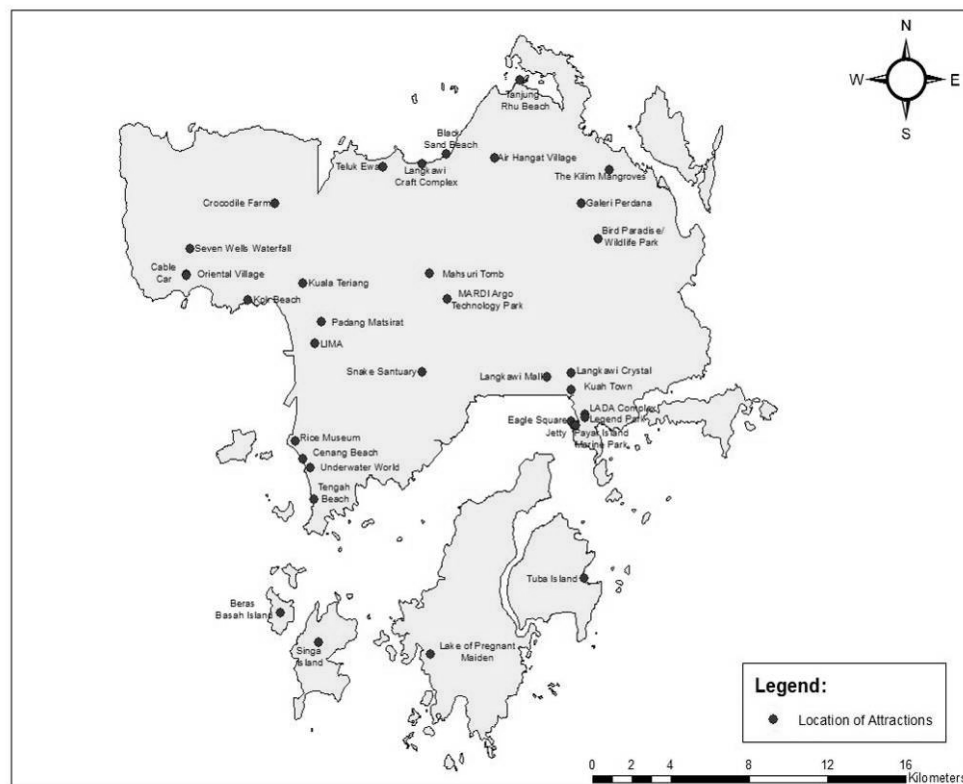 N
W
E
S
Tanjung
Rhu Beach
Black
Sand Beach
Teluk Ewa
Langkawi
Craft Complex
Air Hangat Village
The Kilim Mangroves
Crocodile Farm
Galeri Perdana
Bird Paradise/
Wildlife Park
Seven Wells Waterfall
Cable
Car
Oriental Village
Kuala Teriang
Mahsuri Tomb
Kok Beach
MARDI Argo
Technology Park
Padang Matsirat
LIMA
Snake Santuary
Langkawi Mall
Langkawi Crystal
Kuah Town
LADA Complex
Legend Park
Eagle Square
Jetty
Payar Island
Marine Park
Rice Museum
Cenang Beach
Underwater World
Tengah
Beach
Tuba Island
Beras
Basah Island
Singa
Island
Lake of Pregnant
Maiden
Legend:
Location of Attractions
0 2 4 8 12 16
Kilometers